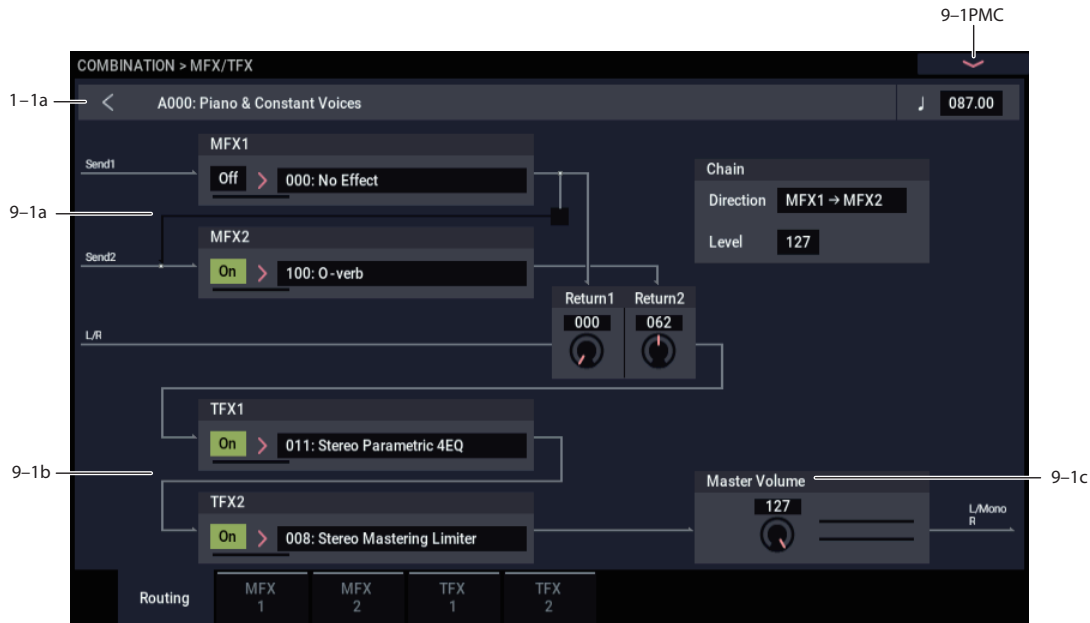 9–1PMC
COMBINATION > MFX/TFX
1–1a
A000: Piano & Constant Voices
♩ 087.00
MFX1
Send1
Off
000: No Effect
Chain
Direction
MFX1 → MFX2
9–1a
MFX2
Level
127
Send2
On
100: O-verb
Return1
Return2
000
062
L/R
TFX1
On
011: Stereo Parametric 4EQ
9–1b
Master Volume
9–1c
TFX2
127
L/Mono
R
On
008: Stereo Mastering Limiter
Routing
MFX
1
MFX
2
TFX
1
TFX
2